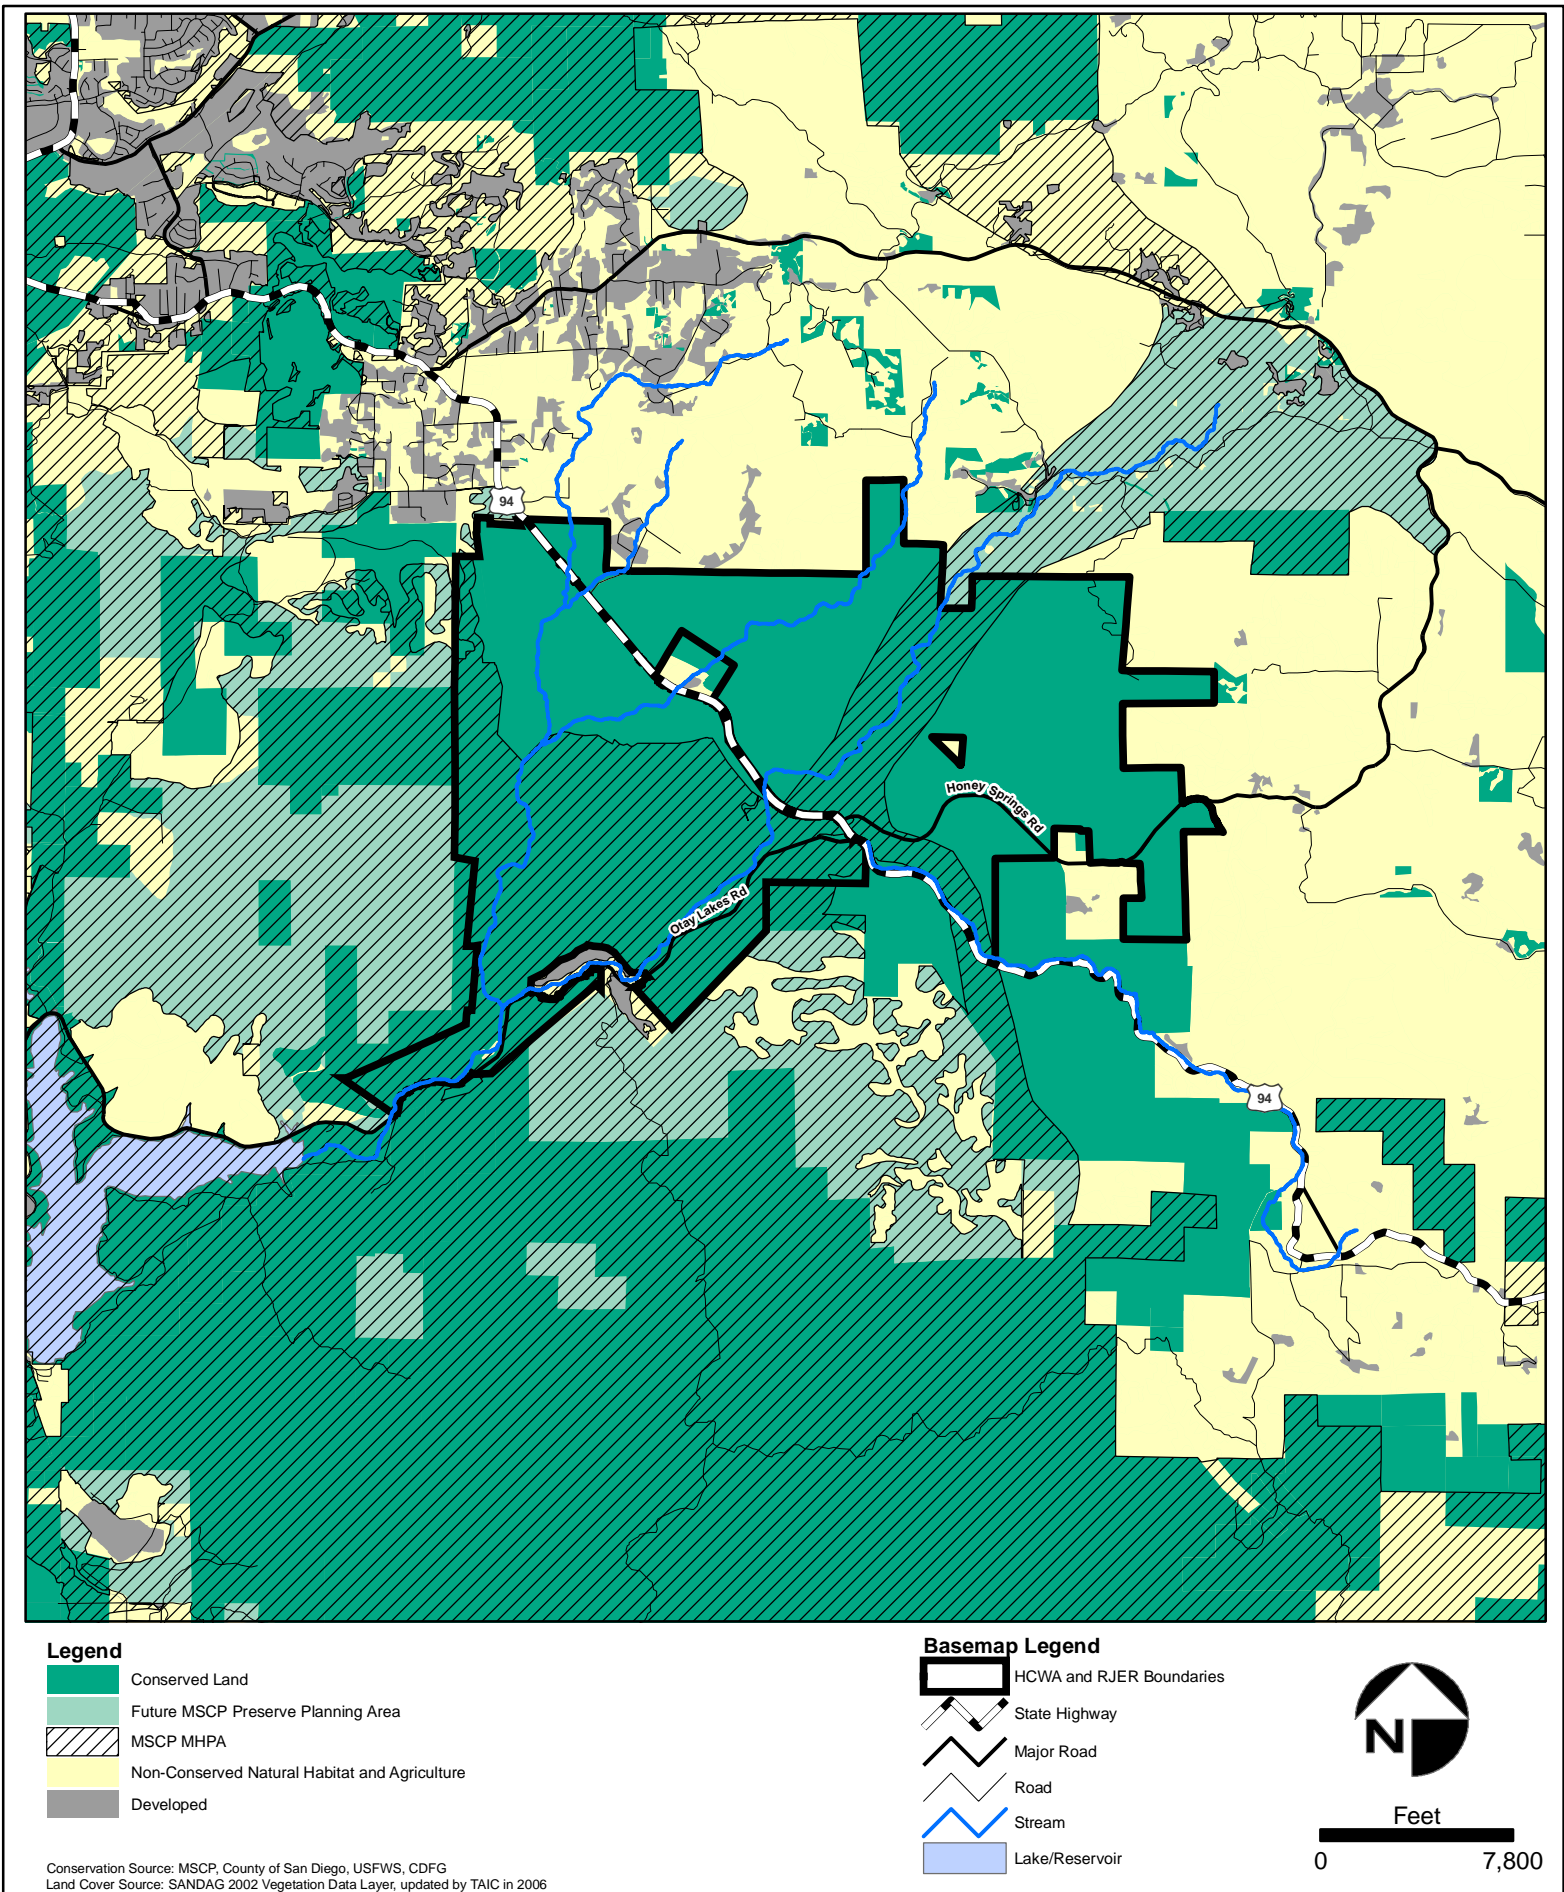 94
Honey Springs Rd
Otay Lakes Rd
94
Legend
Conserved Land
Future MSCP Preserve Planning Area
MSCP MHPA
Non-Conserved Natural Habitat and Agriculture
Developed
Conservation Source: MSCP, County of San Diego, USFWS, CDFG
Land Cover Source: SANDAG 2002 Vegetation Data Layer, updated by TAIC in 2006
Basemap Legend
HCWA and RJER Boundaries
State Highway
Major Road
Road
Stream
Lake/Reservoir
N
Feet
0 7,800